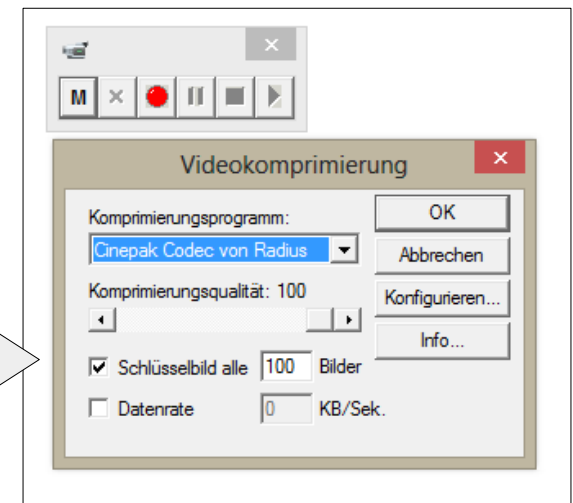 M
Videokomprimierung
Komprimierungsprogramm:
OK
Cinepak Codec von Radius
Abbrechen
Komprimierungsqualität: 100
Konfigurieren...
Info...
Schlüsselbild alle 100 Bilder
Datenrate 0 KB/Sek.